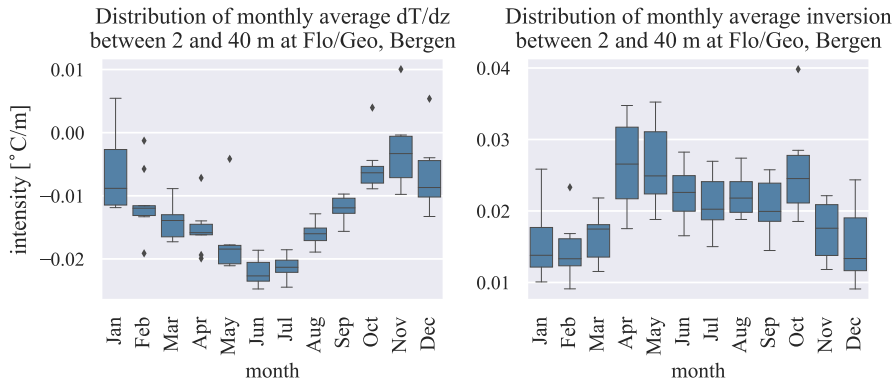 Distribution of monthly average dT/dz
between 2 and 40 m at Flo/Geo, Bergen
0.01
0.00
−0.01
−0.02
intensity [°C/m]
Jan
Feb
Mar
Apr
May
Jun
Jul
Aug
Sep
Oct
Nov
Dec
month
Distribution of monthly average inversion
between 2 and 40 m at Flo/Geo, Bergen
0.04
0.03
0.02
0.01
Jan
Feb
Mar
Apr
May
Jun
Jul
Aug
Sep
Oct
Nov
Dec
month